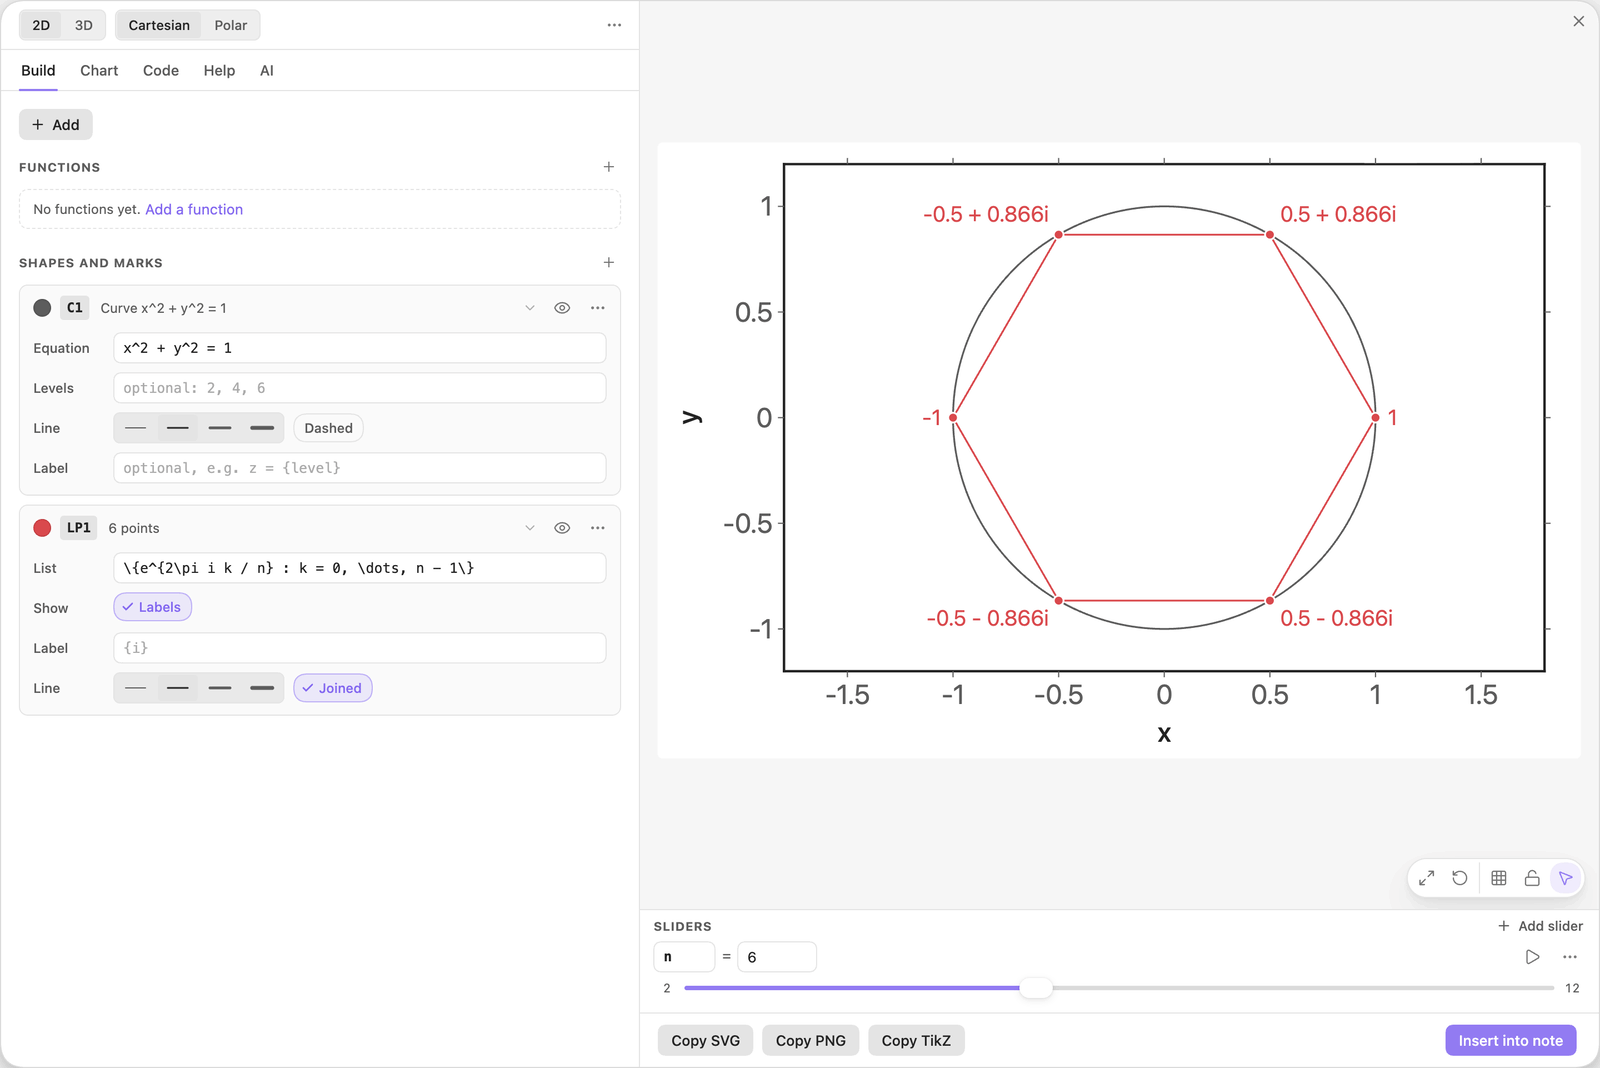 2D 3D Cartesian Polar
Build Chart Code Help AI
+ Add
FUNCTIONS
No functions yet. Add a function
SHAPES AND MARKS
C1 Curve x^2 + y^2 = 1
Equation x^2 + y^2 = 1
Levels optional: 2, 4, 6
Line Dashed
Label optional, e.g. z = {level}
LP1 6 points
List \{e^{2\pi i k / n} : k = 0, \dots, n - 1\}
Show Labels
Label {i}
Line Joined
1
0.5
0
-0.5
-1
y
-0.5 + 0.866i 0.5 + 0.866i
-1 1
-0.5 - 0.866i 0.5 - 0.866i
-1.5 -1 -0.5 0 0.5 1 1.5
x
SLIDERS + Add slider
n = 6
2 12
Copy SVG Copy PNG Copy TikZ Insert into note